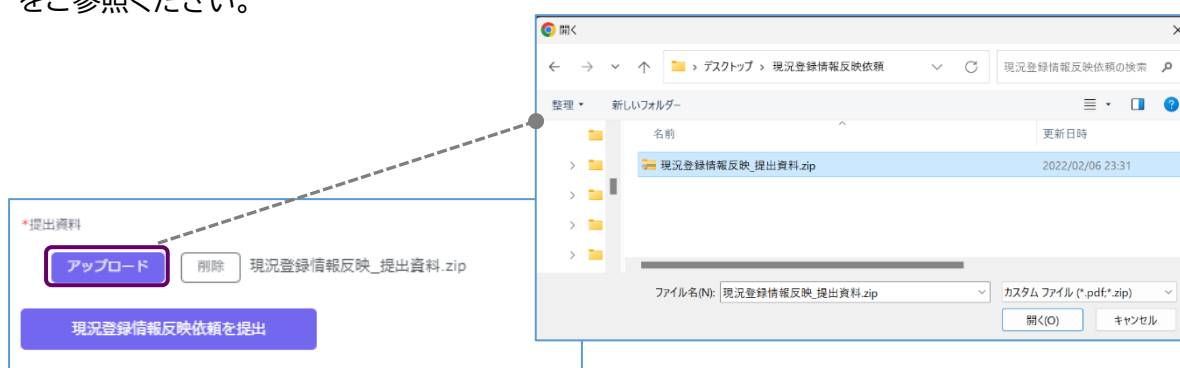 をご参照ください。
開く
デスクトップ › 現況登録情報反映依頼
現況登録情報反映依頼の検索
整理
新しいフォルダー
名前
更新日時
現況登録情報反映_提出資料.zip
2022/02/06 23:31
ファイル名(N):
現況登録情報反映_提出資料.zip
カスタム ファイル (*.pdf;*.zip)
開く(O)
キャンセル
*提出資料
アップロード
削除
現況登録情報反映_提出資料.zip
現況登録情報反映依頼を提出